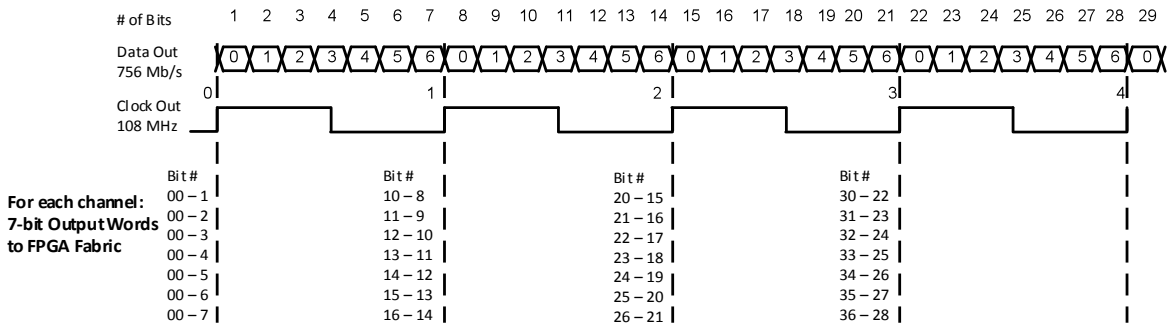 # of Bits 1 2 3 4 5 6 7 8 9 10 11 12 13 14 15 16 17 18 19 20 21 22 23 24 25 26 27 28 29
Data Out 0 1 2 3 4 5 6 0 1 2 3 4 5 6 0 1 2 3 4 5 6 0 1 2 3 4 5 6 0
756 Mb/s
0 1 2 3 4
Clock Out
108 MHz
For each channel:
7-bit Output Words
to FPGA Fabric
Bit #
00 – 1
00 – 2
00 – 3
00 – 4
00 – 5
00 – 6
00 – 7
Bit #
10 – 8
11 – 9
12 – 10
13 – 11
14 – 12
15 – 13
16 – 14
Bit #
20 – 15
21 – 16
22 – 17
23 – 18
24 – 19
25 – 20
26 – 21
Bit #
30 – 22
31 – 23
32 – 24
33 – 25
34 – 26
35 – 27
36 – 28